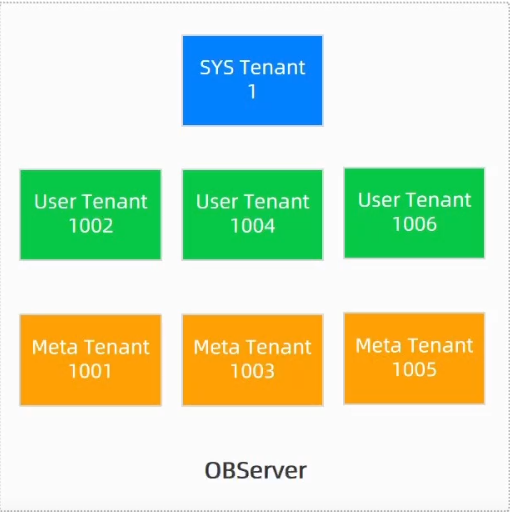 SYS Tenant
1
User Tenant
1002
User Tenant
1004
User Tenant
1006
Meta Tenant
1001
Meta Tenant
1003
Meta Tenant
1005
OBServer